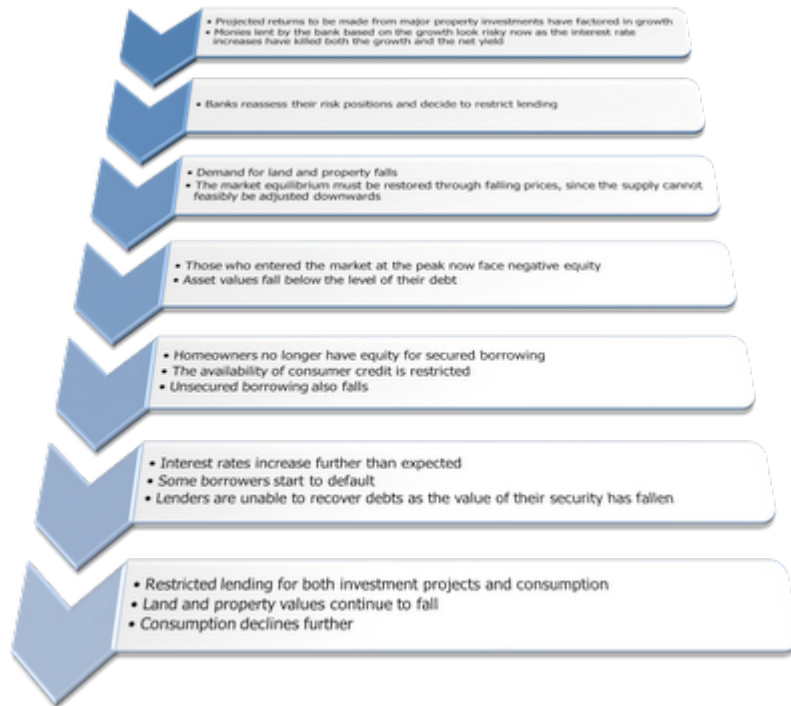 • Projected returns to be made from major property investments have factored in growth
• Monies lent by the bank based on the growth look risky now as the interest rate
increases have killed both the growth and the net yield
• Banks reassess their risk positions and decide to restrict lending
• Demand for land and property falls
• The market equilibrium must be restored through falling prices, since the supply cannot
feasibly be adjusted downwards
• Those who entered the market at the peak now face negative equity
• Asset values fall below the level of their debt
• Homeowners no longer have equity for secured borrowing
• The availability of consumer credit is restricted
• Unsecured borrowing also falls
• Interest rates increase further than expected
• Some borrowers start to default
• Lenders are unable to recover debts as the value of their security has fallen
• Restricted lending for both investment projects and consumption
• Land and property values continue to fall
• Consumption declines further